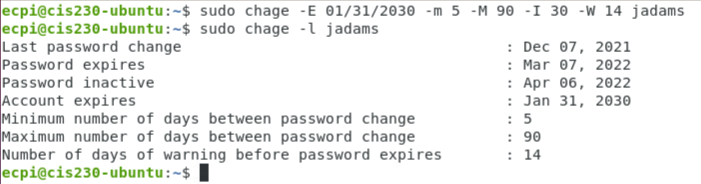 ecpi@cis230-ubuntu:~$ sudo chage -E 01/31/2030 -m 5 -M 90 -I 30 -W 14 jadams
ecpi@cis230-ubuntu:~$ sudo chage -l jadams
Last password change : Dec 07, 2021
Password expires : Mar 07, 2022
Password inactive : Apr 06, 2022
Account expires : Jan 31, 2030
Minimum number of days between password change : 5
Maximum number of days between password change : 90
Number of days of warning before password expires : 14
ecpi@cis230-ubuntu:~$